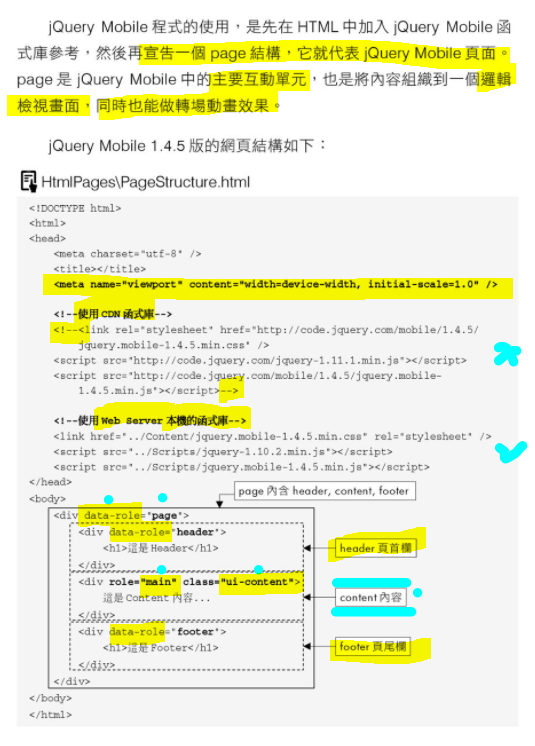 jQuery Mobile 程式的使用，是先在 HTML 中加入 jQuery Mobile 函
式庫參考，然後再宣告一個 page 結構，它就代表 jQuery Mobile 頁面。
page 是 jQuery Mobile 中的主要互動單元，也是將內容組織到一個邏輯
檢視畫面，同時也能做轉場動畫效果。
jQuery Mobile 1.4.5 版的網頁結構如下：
HtmlPages\PageStructure.html
<!DOCTYPE html>
<html>
<head>
<meta charset="utf-8" />
<title></title>
<meta name="viewport" content="width=device-width, initial-scale=1.0" />
<!--使用 CDN 函式庫-->
<!--<link rel="stylesheet" href="http://code.jquery.com/mobile/1.4.5/
jquery.mobile-1.4.5.min.css" />
<script src="http://code.jquery.com/jquery-1.11.1.min.js"></script>
<script src="http://code.jquery.com/mobile/1.4.5/jquery.mobile-
1.4.5.min.js"></script>-->
<!--使用 Web Server 本機的函式庫-->
<link href="../Content/jquery.mobile-1.4.5.min.css" rel="stylesheet" />
<script src="../Scripts/jquery-1.10.2.min.js"></script>
<script src="../Scripts/jquery.mobile-1.4.5.min.js"></script>
</head>
<body>
page 內含 header, content, footer
<div data-role="page">
<div data-role="header">
<h1>這是 Header</h1>
header 頁首欄
</div>
<div role="main" class="ui-content">
這是 Content 內容...
content 內容
</div>
<div data-role="footer">
<h1>這是 Footer</h1>
footer 頁尾欄
</div>
</div>
</body>
</html>